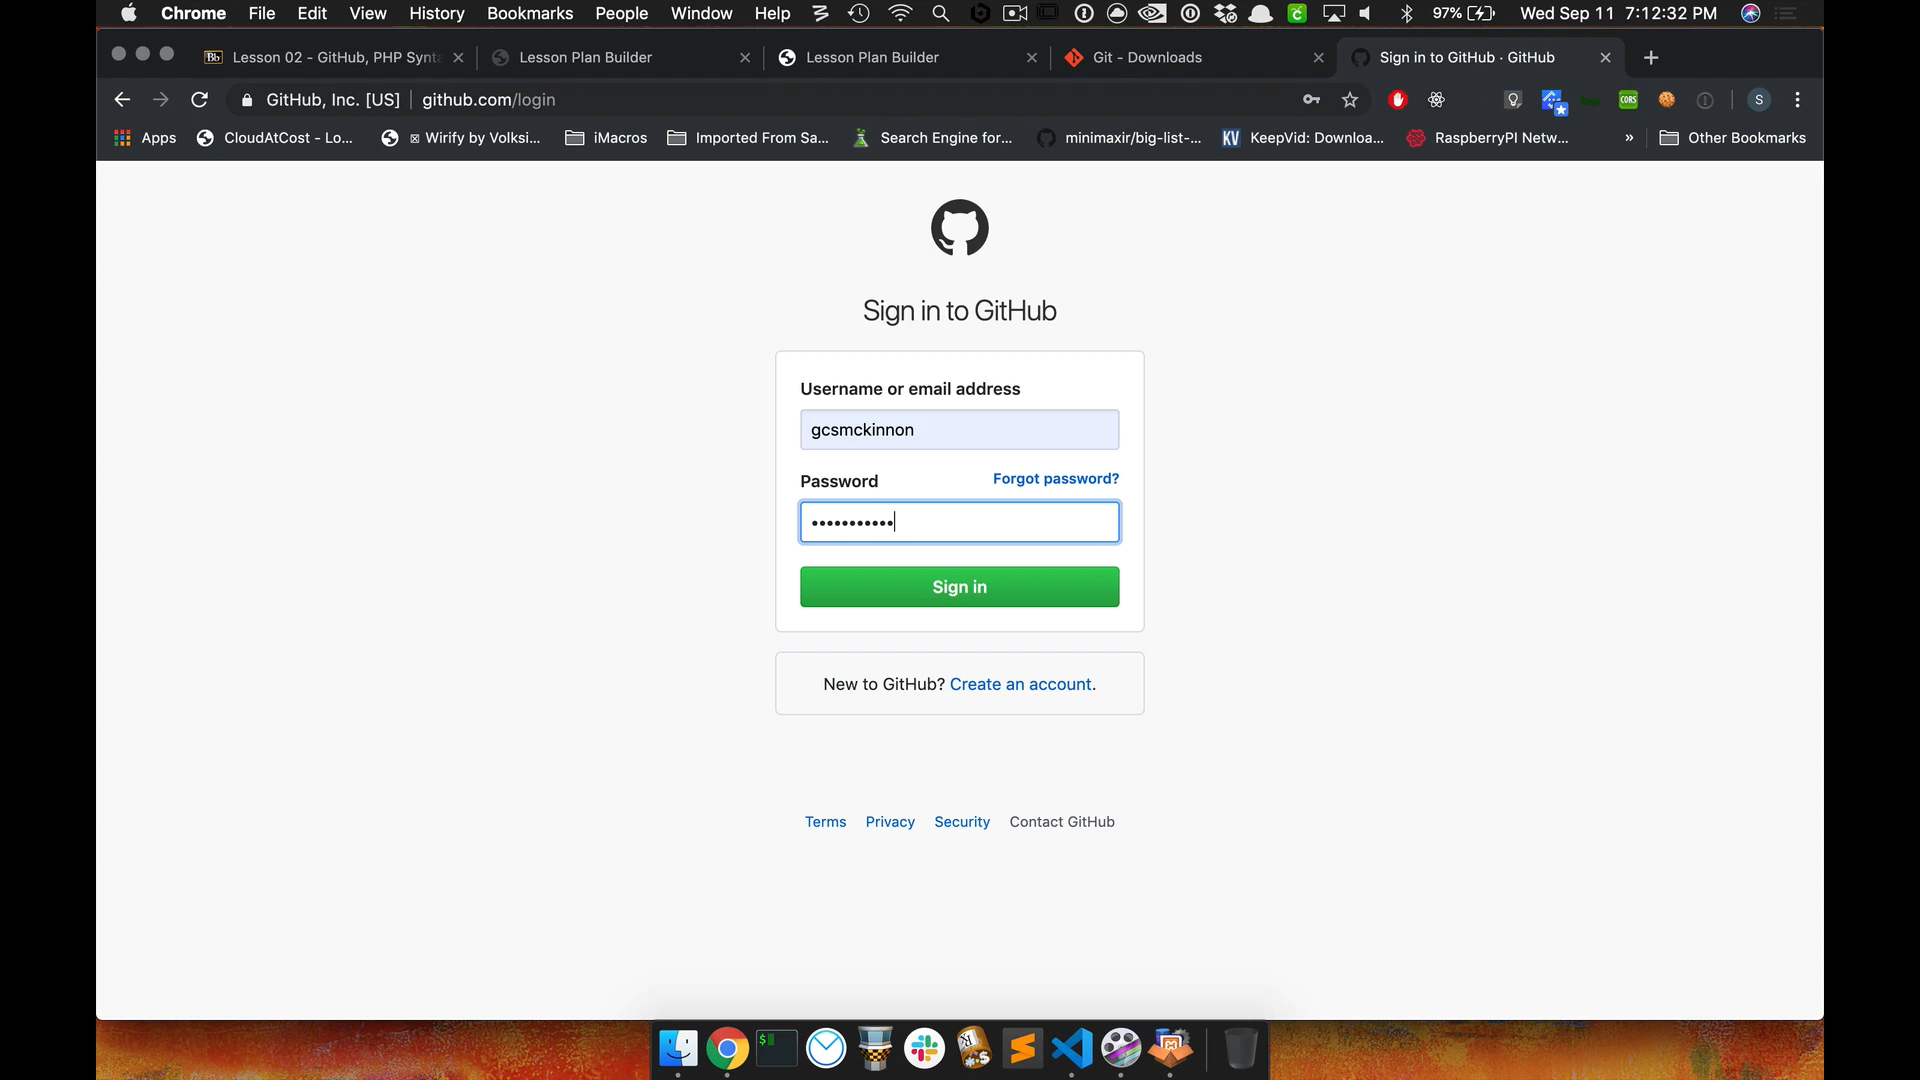 Chrome File Edit View History Bookmarks People Window Help 97% Wed Sep 11 7:12:32 PM
Bb Lesson 02 - GitHub, PHP Synta Lesson Plan Builder Lesson Plan Builder Git - Downloads Sign in to GitHub · GitHub
GitHub, Inc. [US] github.com/login CORS S
Apps CloudAtCost - Lo... Wirify by Volksi... iMacros Imported From Sa... Search Engine for... minimaxir/big-list-... KV KeepVid: Downloa... RaspberryPI Netw... » Other Bookmarks
Sign in to GitHub
Username or email address
gcsmckinnon
Password Forgot password?
•••••••••••
Sign in
New to GitHub? Create an account.
Terms Privacy Security Contact GitHub